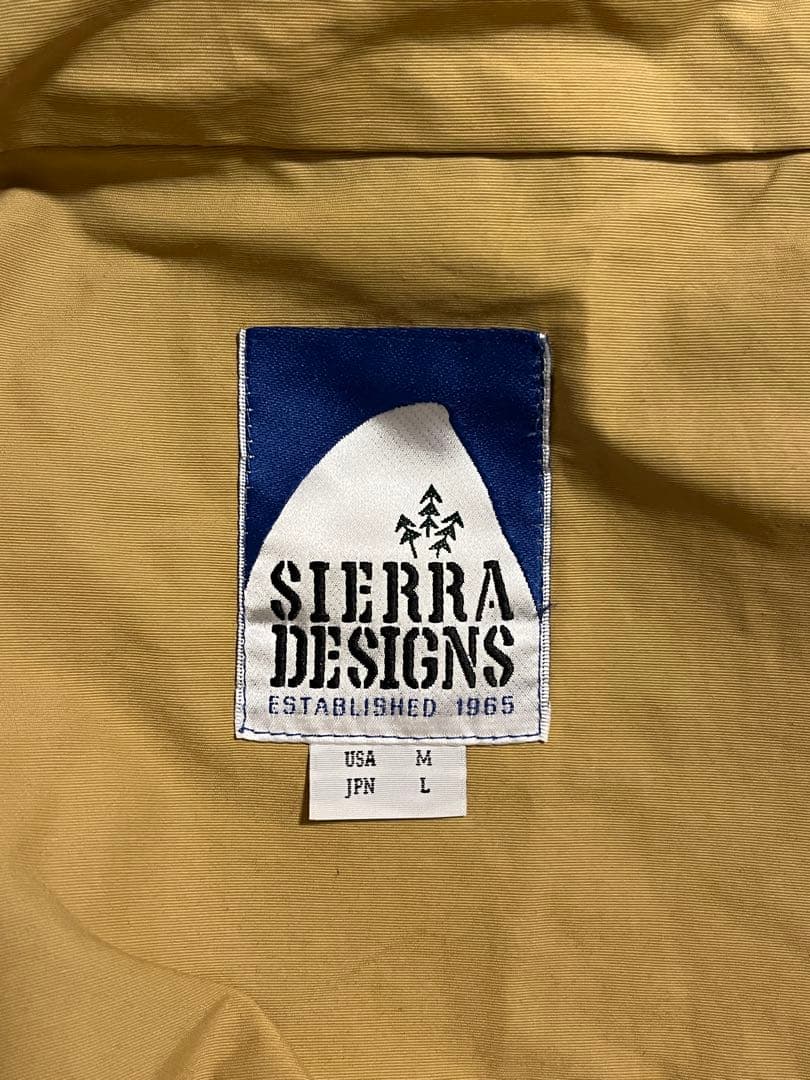 SIERRA
DESIGNS
ESTABLISHED 1965
USA M
JPN L